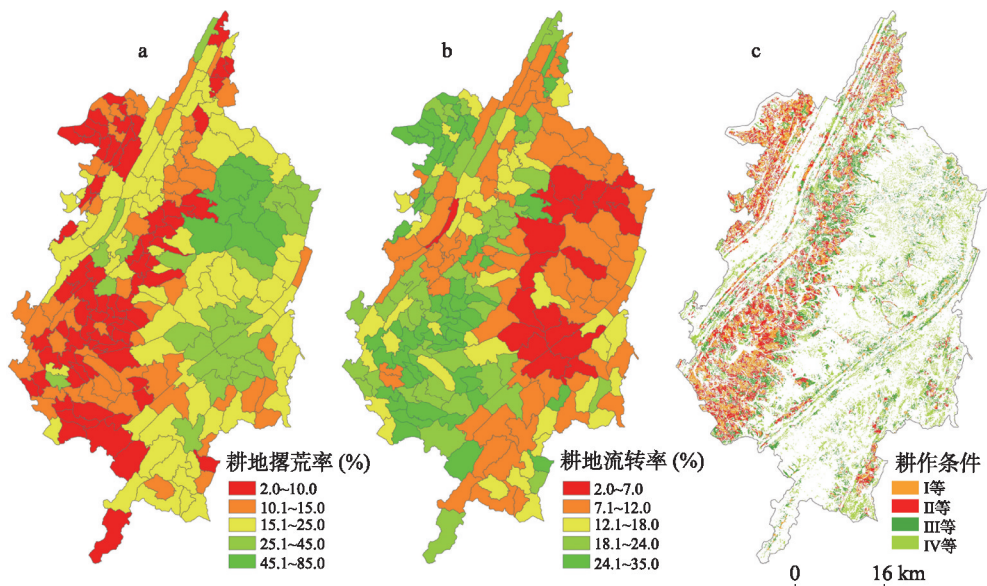 a
b
c
耕地撂荒率 (%)
2.0~10.0
10.1~15.0
15.1~25.0
25.1~45.0
45.1~85.0
耕地流转率 (%)
2.0~7.0
7.1~12.0
12.1~18.0
18.1~24.0
24.1~35.0
耕作条件
I等
II等
III等
IV等
0 16 km